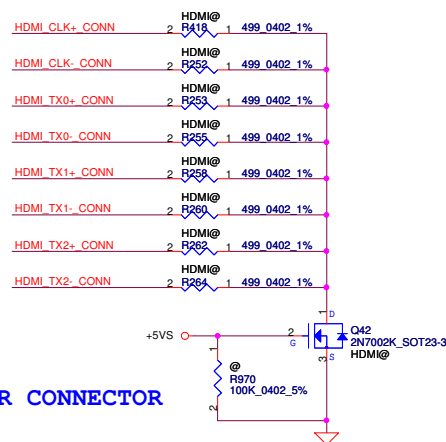 HDMI@
HDMI_CLK+_CONN 2 R418 1 499_0402_1%
HDMI@
HDMI_CLK-_CONN 2 R252 1 499_0402_1%
HDMI@
HDMI_TX0+_CONN 2 R253 1 499_0402_1%
HDMI@
HDMI_TX0-_CONN 2 R255 1 499_0402_1%
HDMI@
HDMI_TX1+_CONN 2 R258 1 499_0402_1%
HDMI@
HDMI_TX1-_CONN 2 R260 1 499_0402_1%
HDMI@
HDMI_TX2+_CONN 2 R262 1 499_0402_1%
HDMI@
HDMI_TX2-_CONN 2 R264 1 499_0402_1%
1 D
+5VS 2 G Q42
2N7002K_SOT23-3
3 S HDMI@
1
@
R970
100K_0402_5%
2
R CONNECTOR